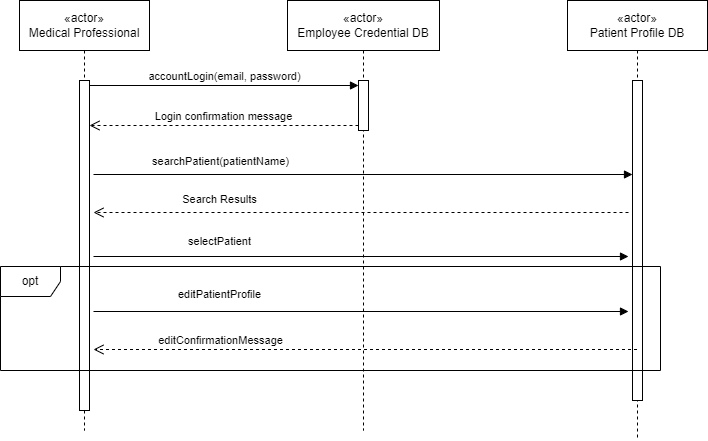 «actor»
Medical Professional
«actor»
Employee Credential DB
«actor»
Patient Profile DB
accountLogin(email, password)
Login confirmation message
searchPatient(patientName)
Search Results
selectPatient
opt
editPatientProfile
editConfirmationMessage